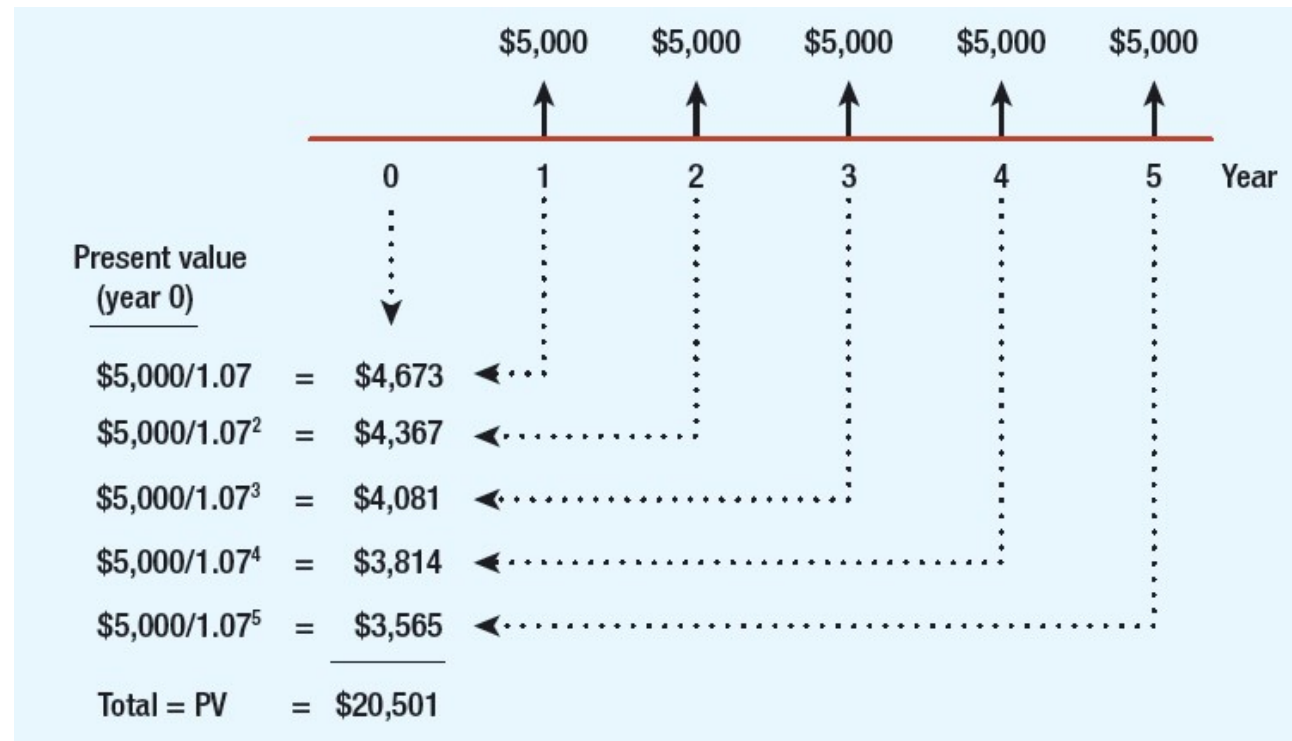 $5,000 $5,000 $5,000 $5,000 $5,000
0 1 2 3 4 5 Year
Present value
(year 0)
$5,000/1.07 = $4,673
$5,000/1.07² = $4,367
$5,000/1.07³ = $4,081
$5,000/1.07⁴ = $3,814
$5,000/1.07⁵ = $3,565
Total = PV = $20,501